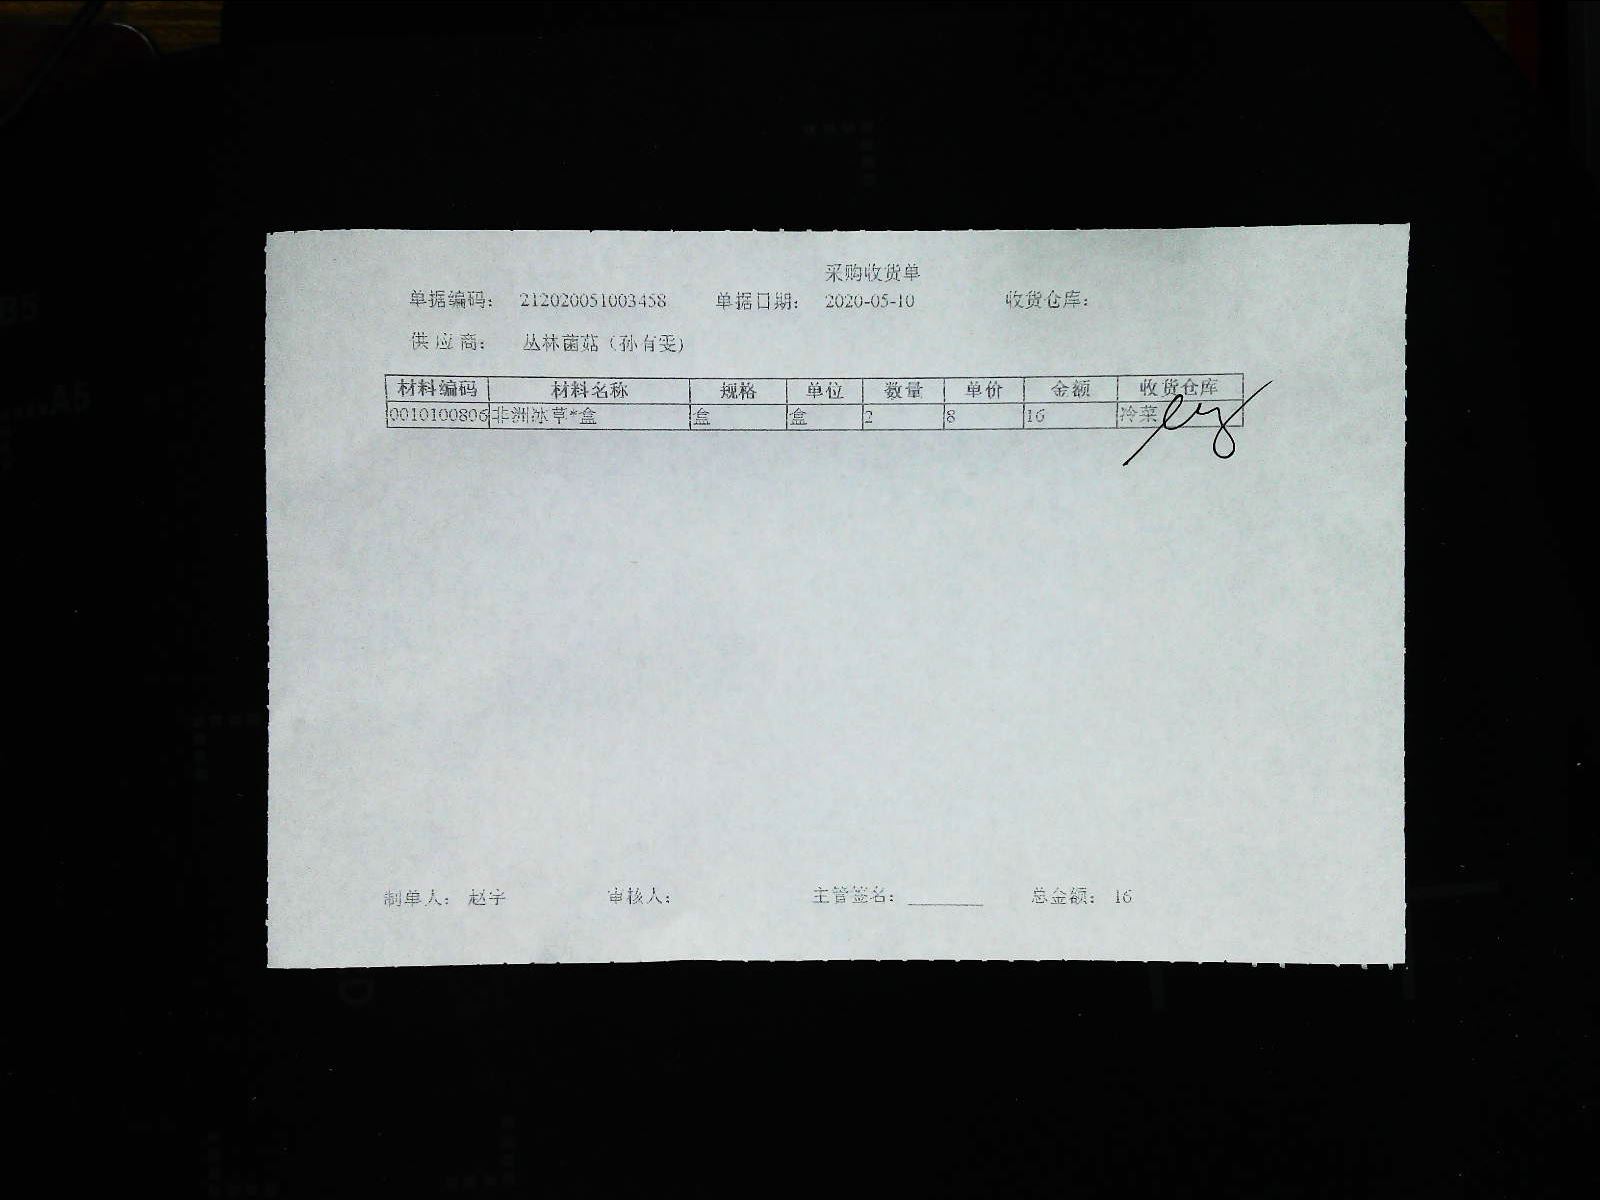 采购收货单
单据编码： 212020051003458 单据日期： 2020-05-10 收货仓库：
供应商： 丛林菌菇（孙有雯）
材料编码 材料名称 规格 单位 数量 单价 金额 收货仓库
0010100806 非洲冰草*盒 盒 盒 2 8 16 冷菜
制单人： 赵宇 审核人： 主管签名： 总金额： 16